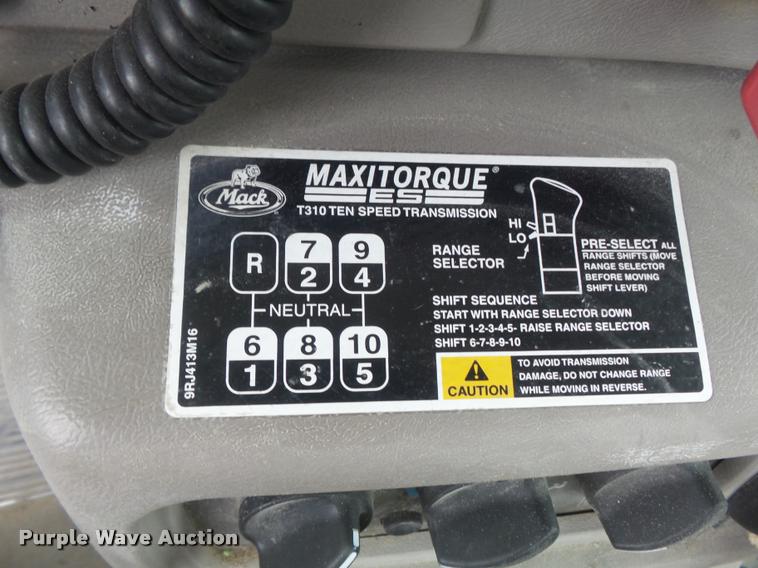 Mack
MAXITORQUE®
ES
T310 TEN SPEED TRANSMISSION
R
7
2
9
4
NEUTRAL
6
1
8
3
10
5
9RJ413M16
HI
LO
RANGE
SELECTOR
PRE-SELECT ALL
RANGE SHIFTS (MOVE
RANGE SELECTOR
BEFORE MOVING
SHIFT LEVER)
SHIFT SEQUENCE
START WITH RANGE SELECTOR DOWN
SHIFT 1-2-3-4-5- RAISE RANGE SELECTOR
SHIFT 6-7-8-9-10
CAUTION
TO AVOID TRANSMISSION
DAMAGE, DO NOT CHANGE RANGE
WHILE MOVING IN REVERSE.
Purple Wave Auction